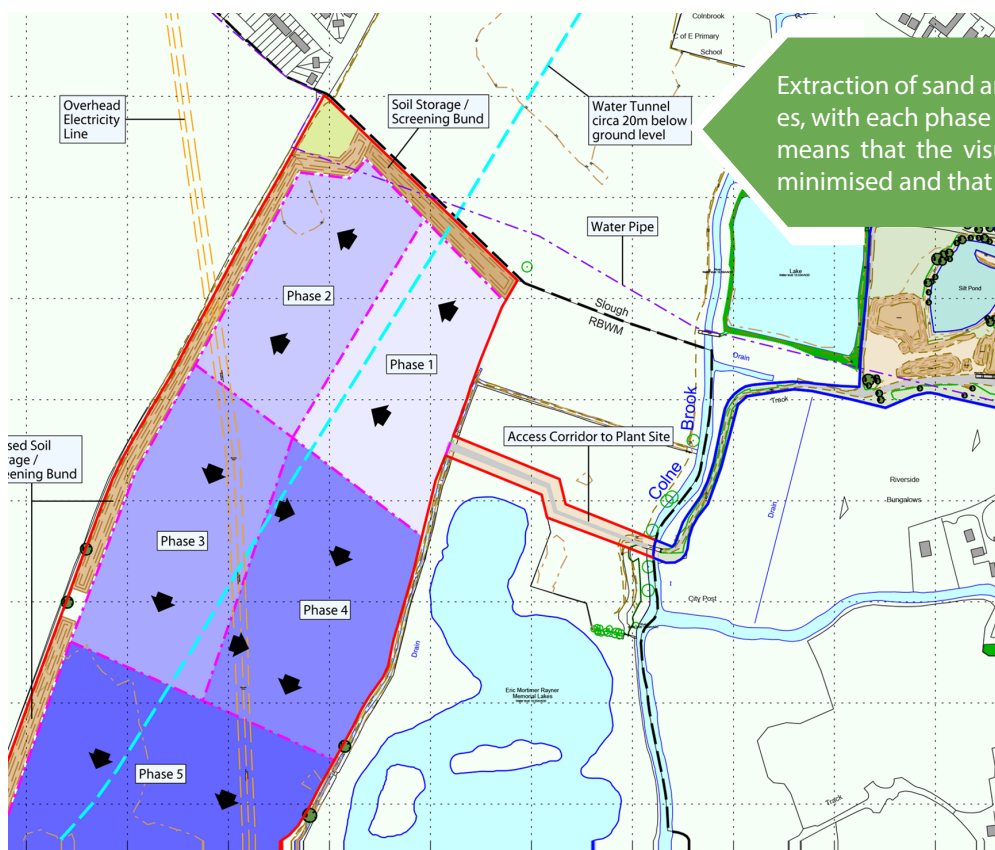 Colnbrook
C of E Primary
School
Overhead
Electricity
Line
Soil Storage /
Screening Bund
Water Tunnel
circa 20m below
ground level
Extraction of sand
es, with each phase
means that the
minimised and that
Water Pipe
Lake
Silt Pond
Phase 2
Slough
RBWM
Phase 1
Drain
Track
Access Corridor to Plant Site
Colne Brook
sed Soil
rage /
eening Bund
Riverside
Bungalows
Drain
Phase 3
Phase 4
City Post
Drain
Eric Mortimer Rayner
Memorial Lakes
Phase 5
Track